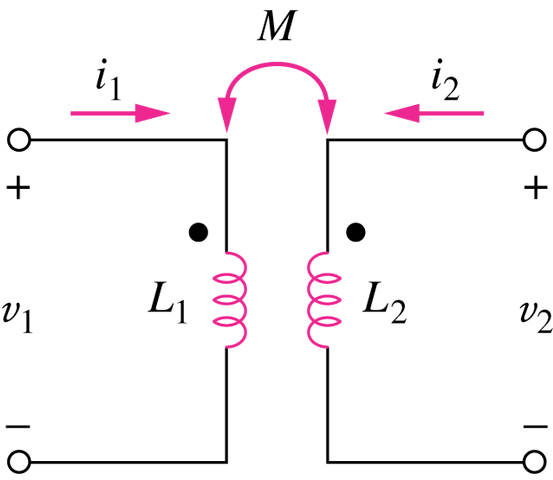 M
i₁ i₂
+ +
L₁ L₂
v₁ v₂
− −